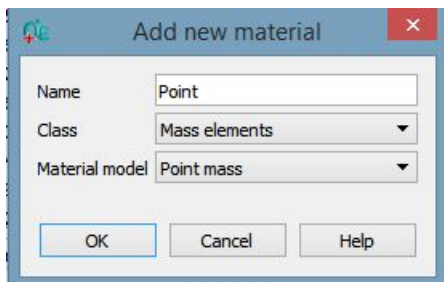 Add new material
Name Point
Class Mass elements
Material model Point mass
OK Cancel Help